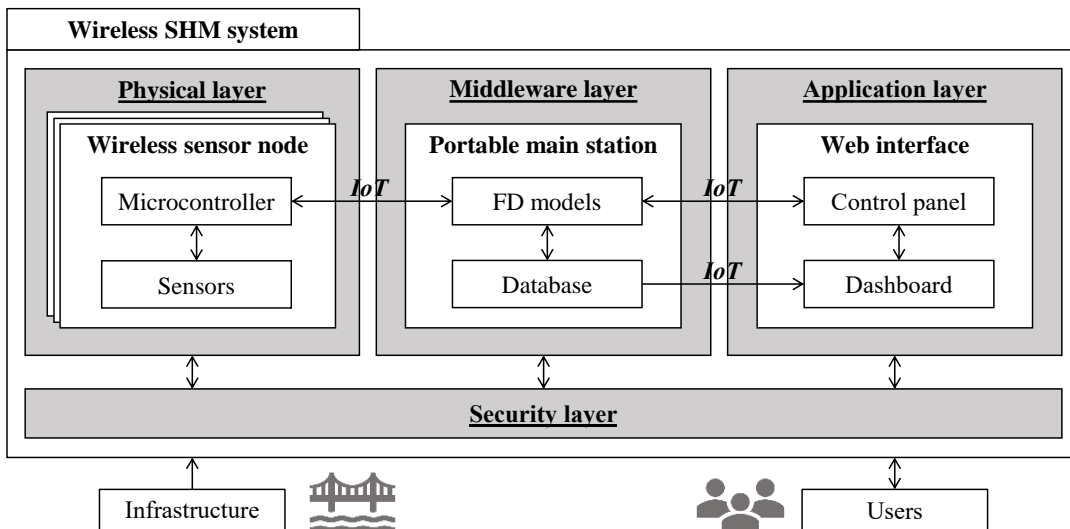 Wireless SHM system
Physical layer
Wireless sensor node
Microcontroller
Sensors
IoT
Middleware layer
Portable main station
FD models
Database
IoT
IoT
Application layer
Web interface
Control panel
Dashboard
Security layer
Infrastructure
Users